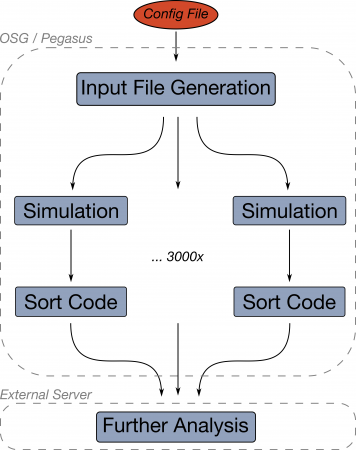 Config File
OSG / Pegasus
Input File Generation
Simulation
Simulation
... 3000x
Sort Code
Sort Code
External Server
Further Analysis